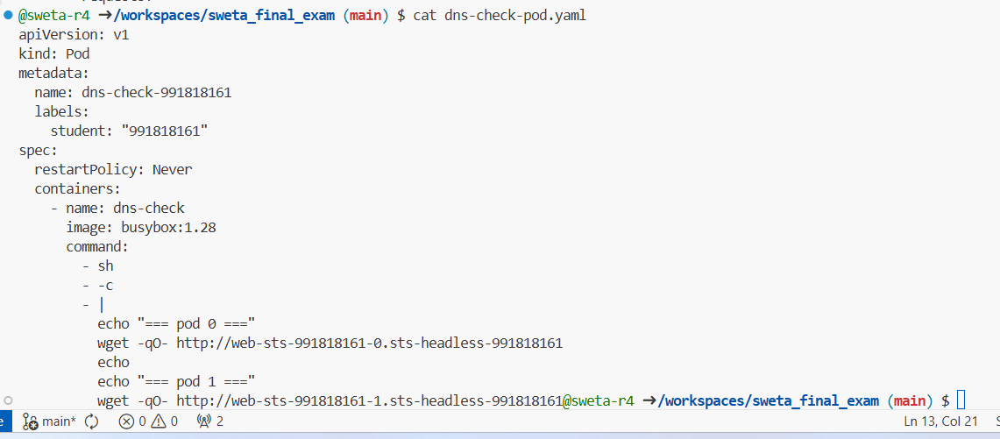 @sweta-r4 ➜/workspaces/sweta_final_exam (main) $ cat dns-check-pod.yaml
apiVersion: v1
kind: Pod
metadata:
  name: dns-check-991818161
  labels:
    student: "991818161"
spec:
  restartPolicy: Never
  containers:
    - name: dns-check
      image: busybox:1.28
      command:
        - sh
        - -c
        - |
          echo "=== pod 0 ==="
          wget -qO- http://web-sts-991818161-0.sts-headless-991818161
          echo
          echo "=== pod 1 ==="
          wget -qO- http://web-sts-991818161-1.sts-headless-991818161@sweta-r4 ➜/workspaces/sweta_final_exam (main) $
main* 0 0 2 Ln 13, Col 21